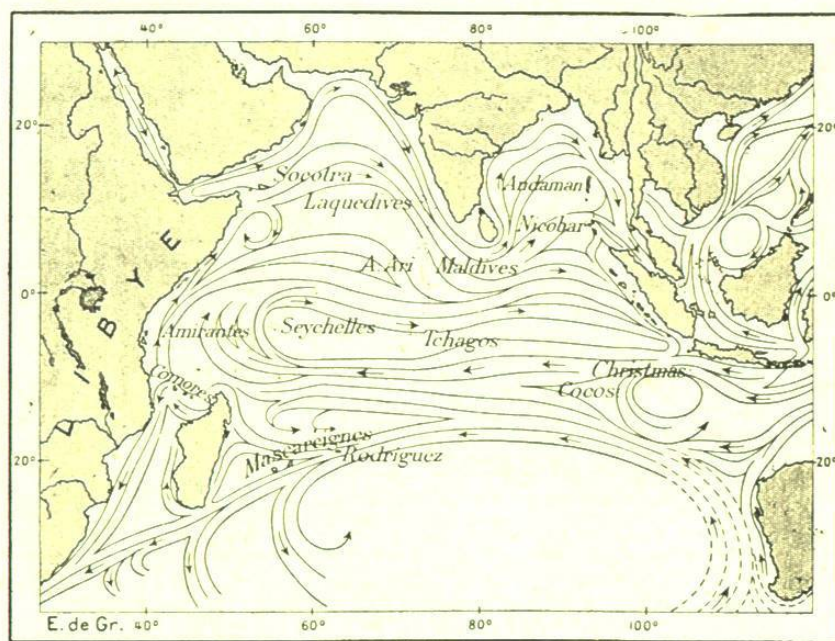 40° 60° 80° 100°
20° 20°
Socotra Andaman
Laquedives
Nicobar
A. Ari Maldives
0° 0°
Amirantes Seychelles Tchagos
LIBYE
Comores Christmas
Cocos
Mascareignes
20° Rodriguez 20°
E. de Gr. 40° 60° 80° 100°